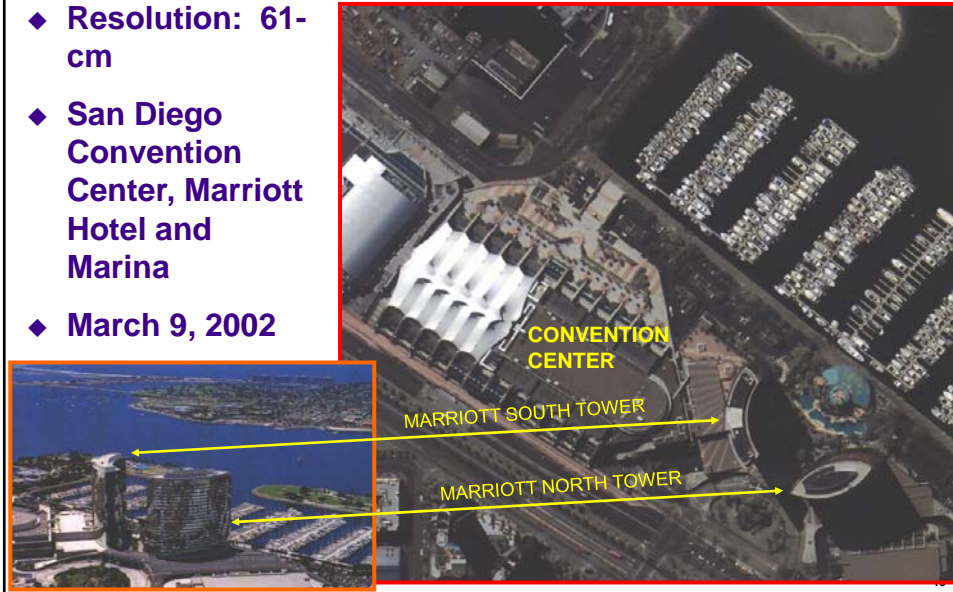 Resolution: 61-
cm
San Diego
Convention
Center, Marriott
Hotel and
Marina
March 9, 2002
CONVENTION
CENTER
MARRIOTT SOUTH TOWER
MARRIOTT NORTH TOWER